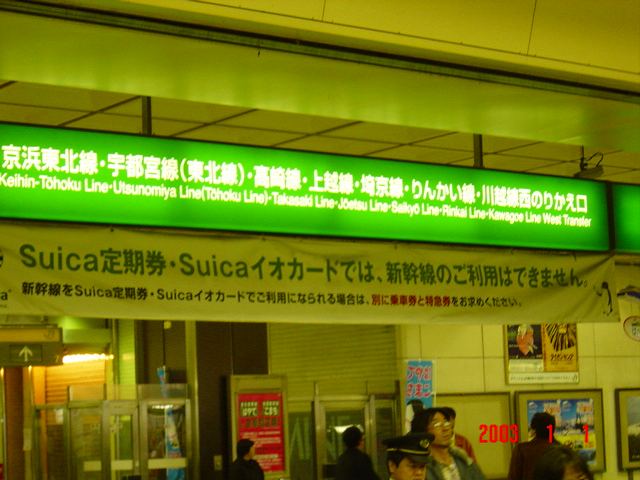 京浜東北線・宇都宮線(東北線)・高崎線・上越線・埼京線・りんかい線・川越線西のりかえ口
Keihin-Tōhoku Line·Utsunomiya Line(Tōhoku Line)·Takasaki Line·Jōetsu Line·Saikyō Line·Rinkai Line·Kawagoe Line West Transfer
Suica定期券・Suicaイオカードでは、新幹線のご利用はできません。
新幹線をSuica定期券・Suicaイオカードでご利用になられる場合は、別に乗車券と特急券をお求めください。
はやて こまち
2003 1 1